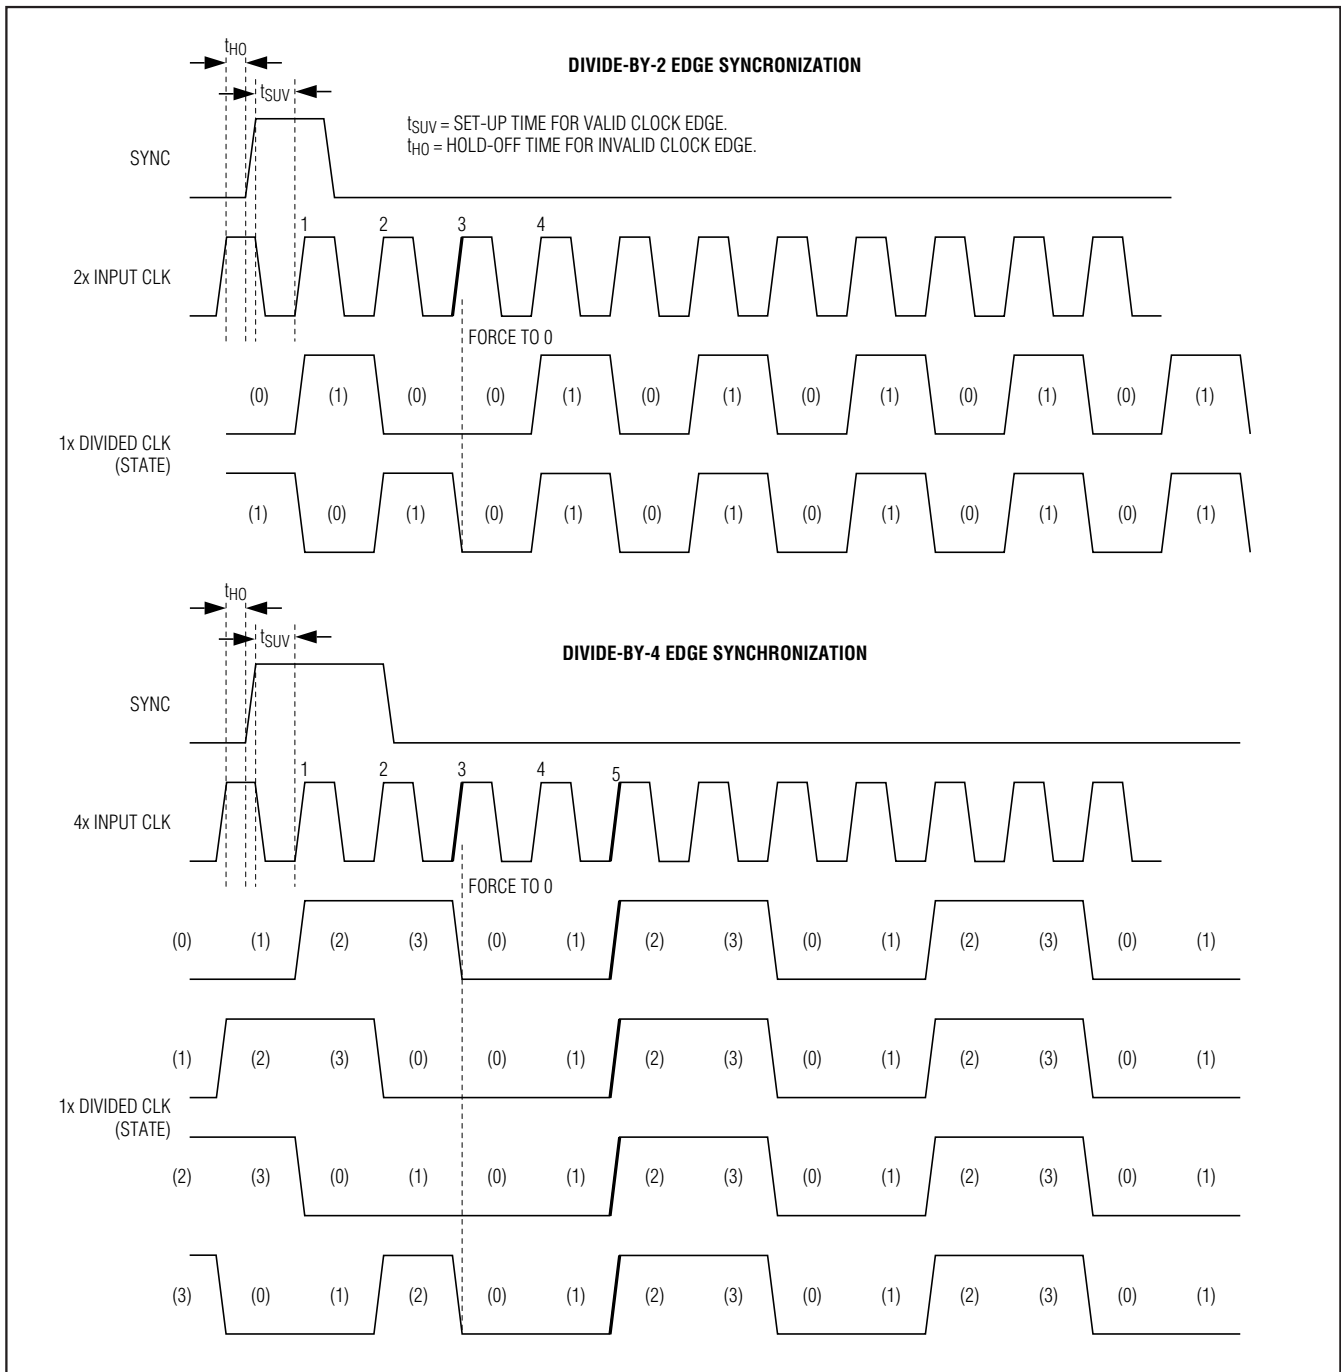 tHO
DIVIDE-BY-2 EDGE SYNCRONIZATION
tSUV
tSUV = SET-UP TIME FOR VALID CLOCK EDGE.
tHO = HOLD-OFF TIME FOR INVALID CLOCK EDGE.
SYNC
1 2 3 4
2x INPUT CLK
FORCE TO 0
(0) (1) (0) (0) (1) (0) (1) (0) (1) (0) (1) (0) (1)
1x DIVIDED CLK
(STATE)
(1) (0) (1) (0) (1) (0) (1) (0) (1) (0) (1) (0) (1)
tHO
tSUV
DIVIDE-BY-4 EDGE SYNCHRONIZATION
SYNC
1 2 3 4 5
4x INPUT CLK
FORCE TO 0
(0) (1) (2) (3) (0) (1) (2) (3) (0) (1) (2) (3) (0) (1)
(1) (2) (3) (0) (0) (1) (2) (3) (0) (1) (2) (3) (0) (1)
1x DIVIDED CLK
(STATE)
(2) (3) (0) (1) (0) (1) (2) (3) (0) (1) (2) (3) (0) (1)
(3) (0) (1) (2) (0) (1) (2) (3) (0) (1) (2) (3) (0) (1)